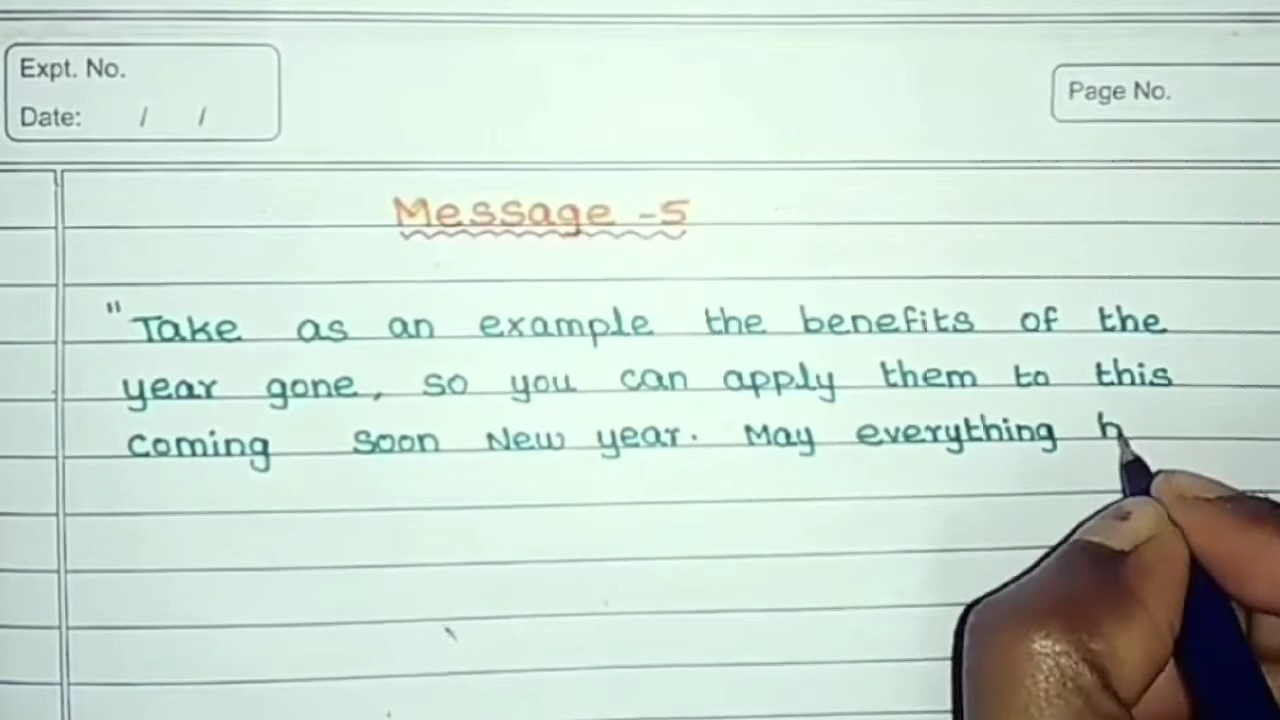 Expt. No.
Date: / /
Page No.
Message -5
"Take as an example the benefits of the
year gone, so you can apply them to this
coming soon New year. May everything h